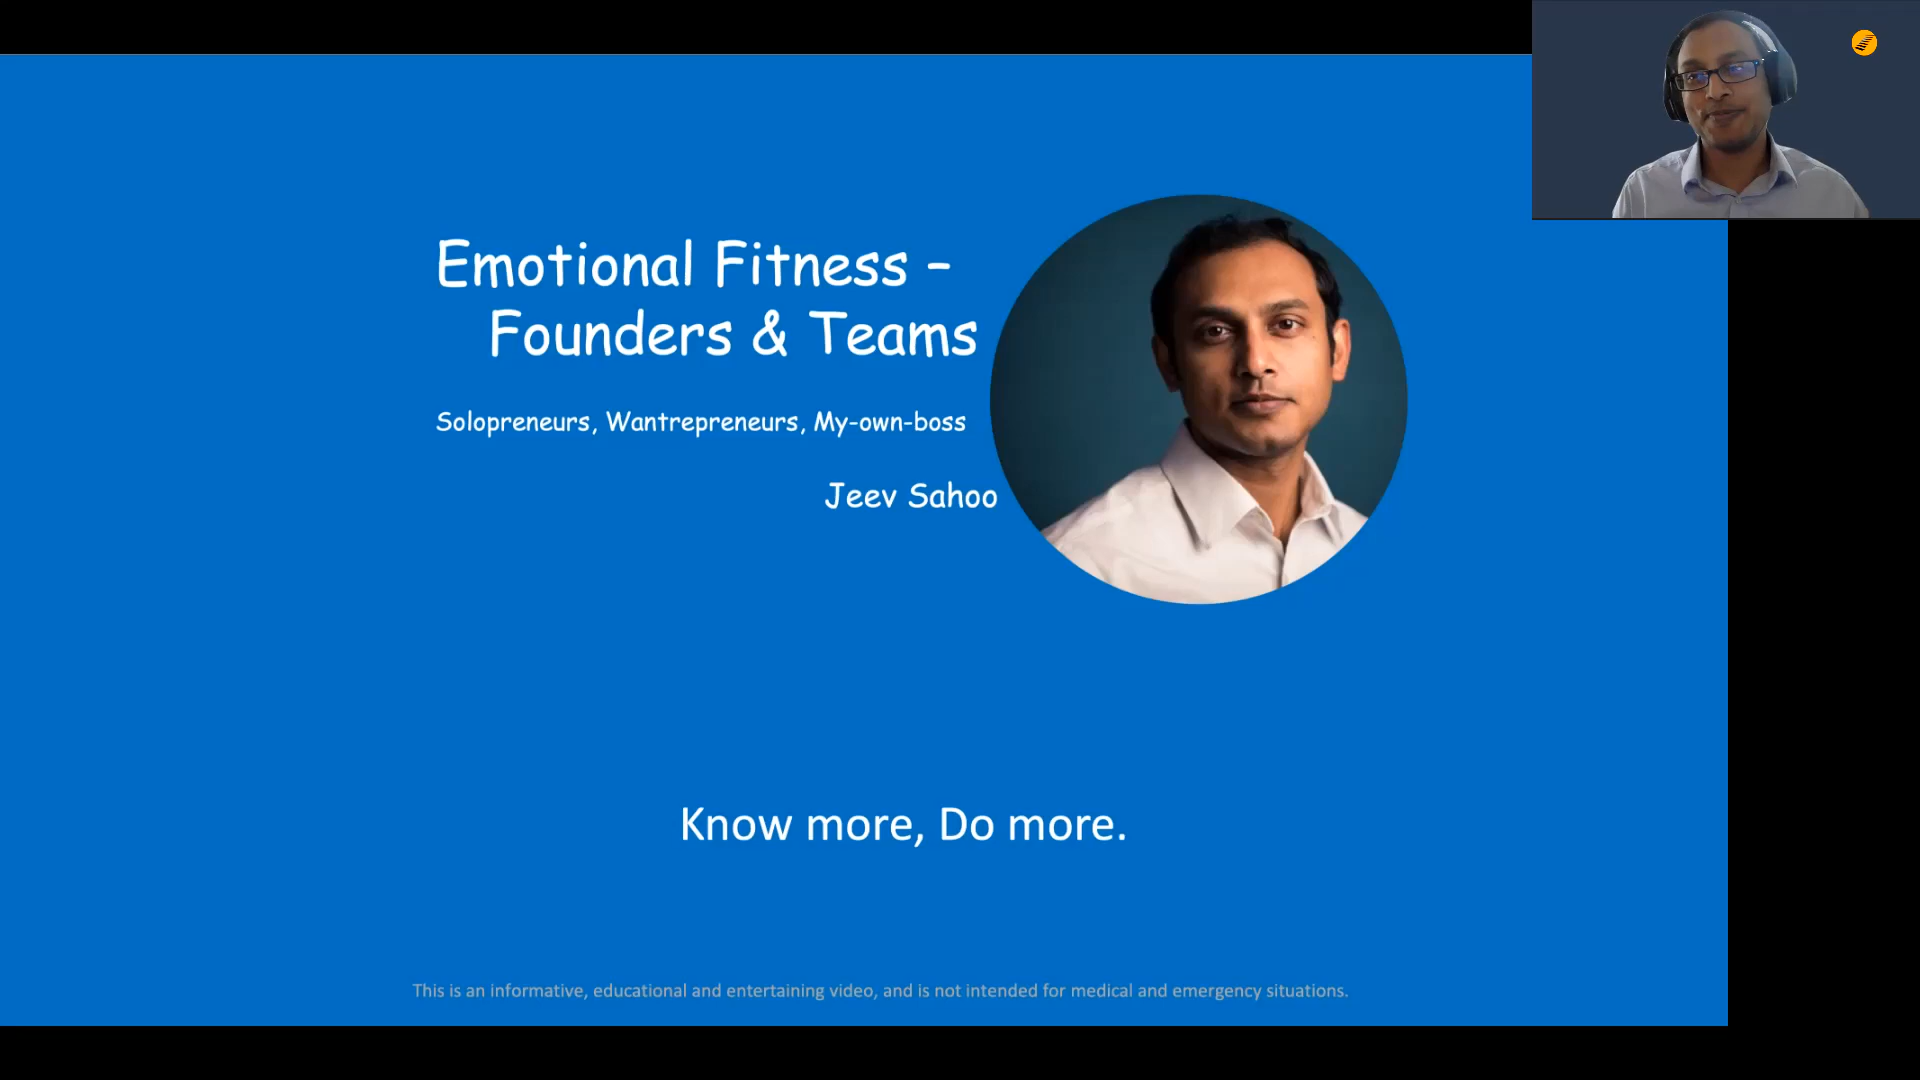 Emotional Fitness –
Founders & Teams
Solopreneurs, Wantrepreneurs, My-own-boss
Jeev Sahoo
Know more, Do more.
This is an informative, educational and entertaining video, and is not intended for medical and emergency situations.